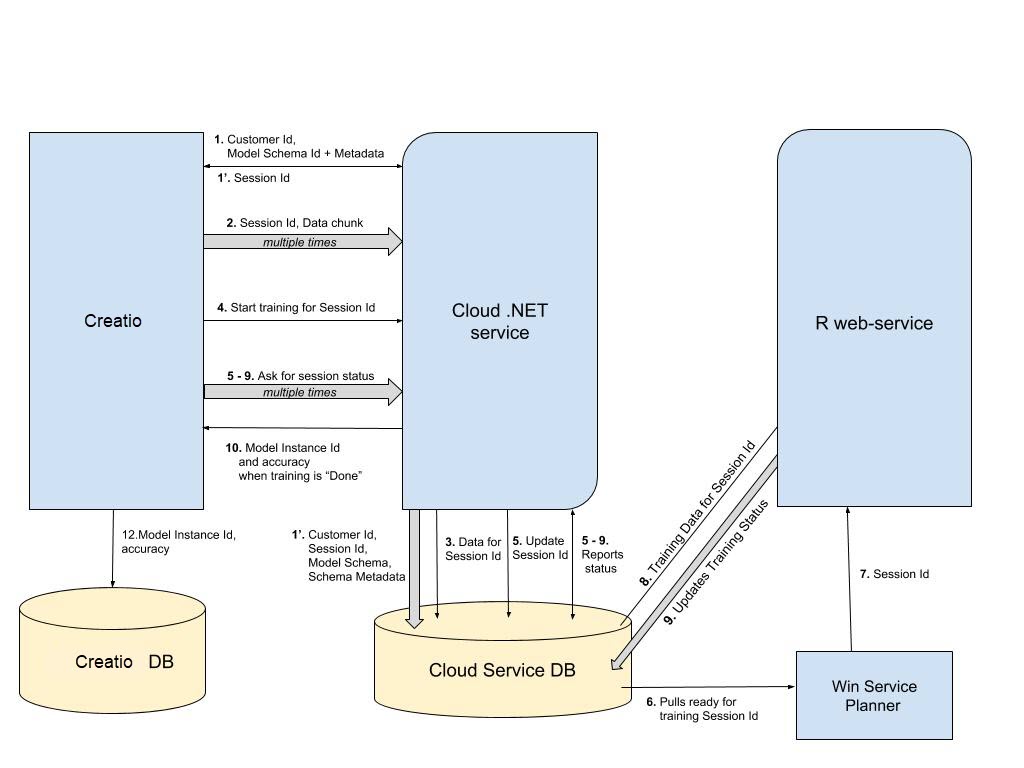 1. Customer Id,
Model Schema Id + Metadata
1’. Session Id
2. Session Id, Data chunk
multiple times
4. Start training for Session Id
Creatio
Cloud .NET
service
R web-service
5 - 9. Ask for session status
multiple times
10. Model Instance Id
and accuracy
when training is “Done”
12.Model Instance Id,
accuracy
1’. Customer Id,
Session Id,
Model Schema,
Schema Metadata
3. Data for
Session Id
5. Update
Session Id
5 - 9.
Reports
status
8. Training Data for Session Id
9. Updates Training Status
7. Session Id
Creatio DB
Cloud Service DB
6. Pulls ready for
training Session Id
Win Service
Planner